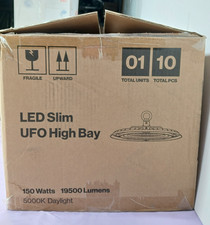 FRAGILE UPWARD
01 10
TOTAL UNITS TOTAL PCS
LED Slim
UFO High Bay
150 Watts 19500 Lumens
5000K Daylight